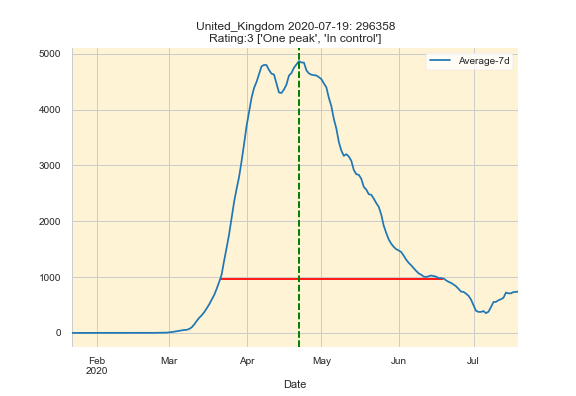 United_Kingdom 2020-07-19: 296358
Rating:3 ['One peak', 'In control']
Average-7d
5000
4000
3000
2000
1000
0
Feb
2020
Mar
Apr
May
Jun
Jul
Date